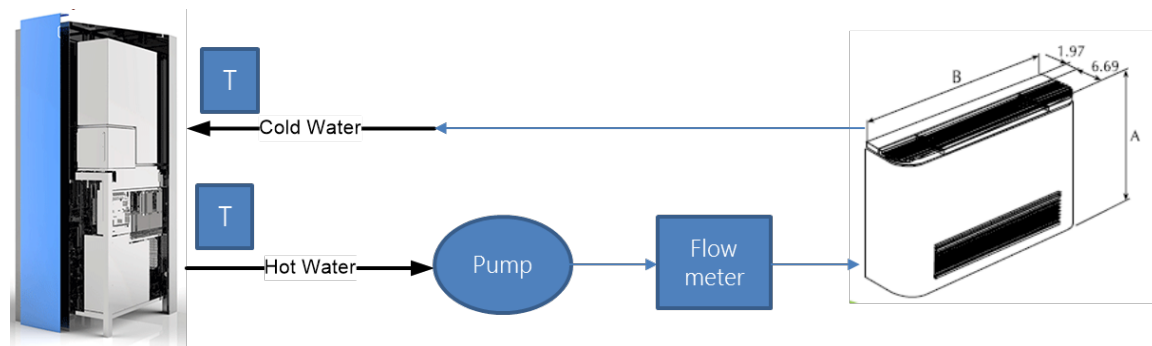 T
Cold Water
T
Hot Water
Pump
Flow
meter
1.97
6.69
B
A